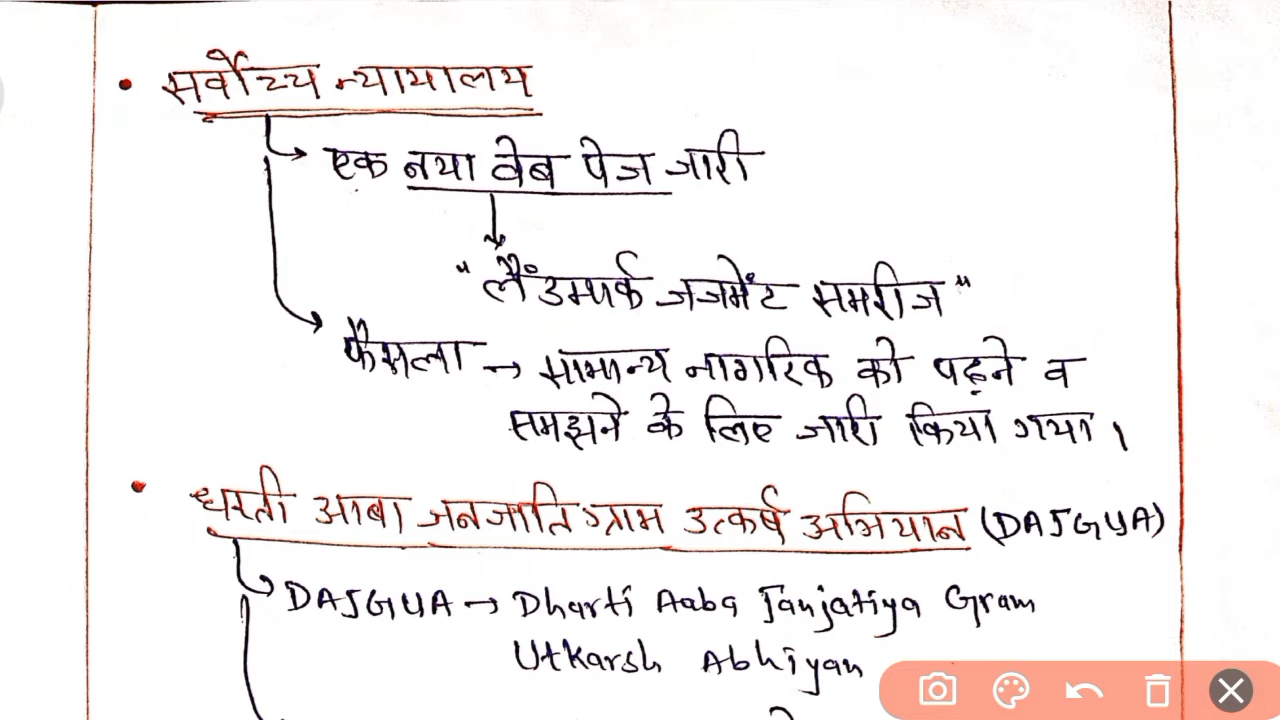 • सर्वोच्य न्यायालय
एक नया वेब पेज जारी
"लैंडमार्क जजमेंट समरीज"
फैसला → सामान्य नागरिक को पढ़ने व
समझने के लिए जारी किया गया।
• धरती आबा जनजाति ग्राम उत्कर्ष अभियान (DAJGUA)
DAJGUA → Dharti Aaba Janjatiya Gram
Utkarsh Abhiyan